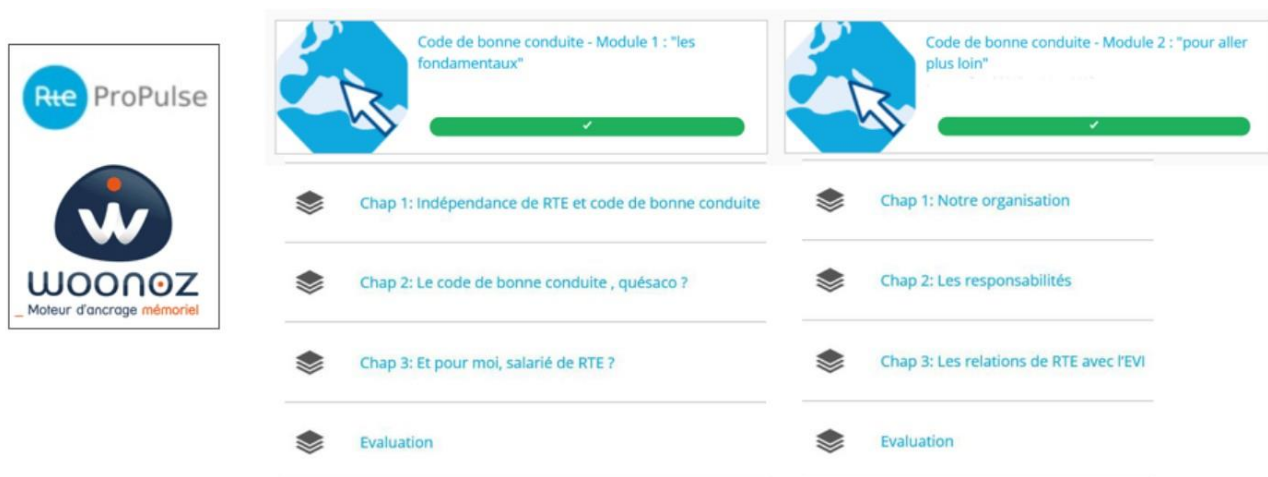 Rte ProPulse
woonoz
_ Moteur d'ancrage mémoriel
Code de bonne conduite - Module 1 : "les
fondamentaux"
Chap 1: Indépendance de RTE et code de bonne conduite
Chap 2: Le code de bonne conduite , quésaco ?
Chap 3: Et pour moi, salarié de RTE ?
Evaluation
Code de bonne conduite - Module 2 : "pour aller
plus loin"
Chap 1: Notre organisation
Chap 2: Les responsabilités
Chap 3: Les relations de RTE avec l'EVI
Evaluation